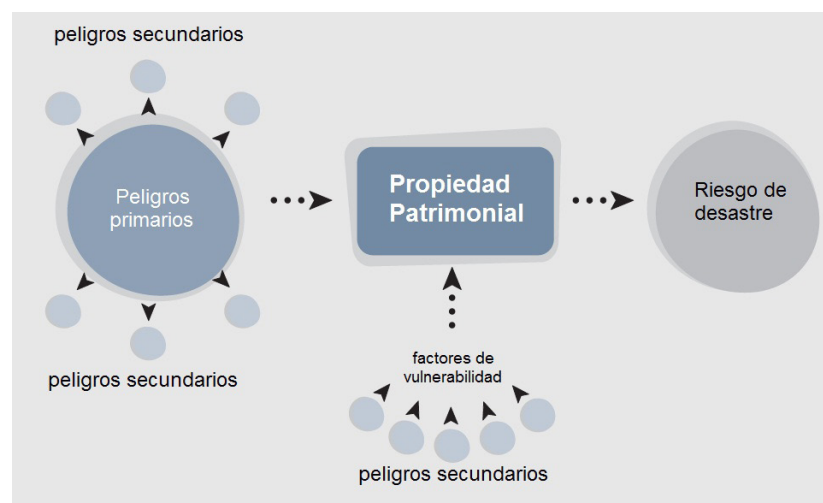 peligros secundarios
Peligros
primarios
Propiedad
Patrimonial
Riesgo de
desastre
peligros secundarios
factores de
vulnerabilidad
peligros secundarios